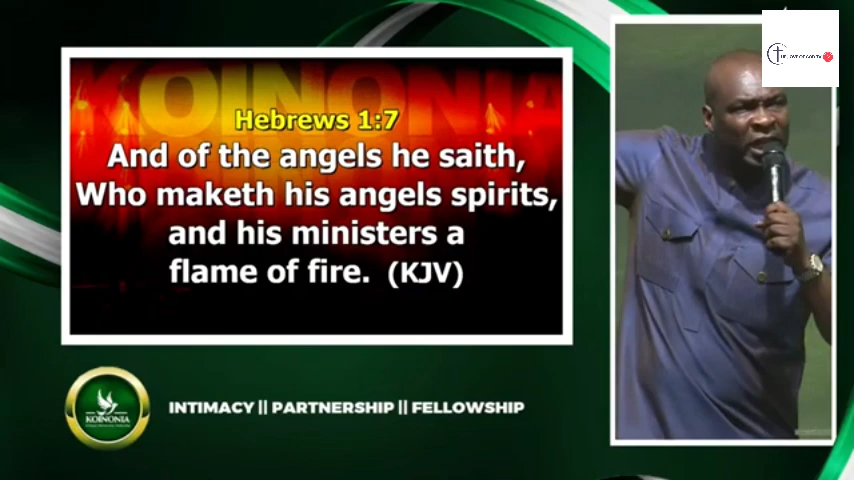 KOINONIA
Hebrews 1:7
And of the angels he saith,
Who maketh his angels spirits,
and his ministers a
flame of fire. (KJV)
KOINONIA
INTIMACY || PARTNERSHIP || FELLOWSHIP